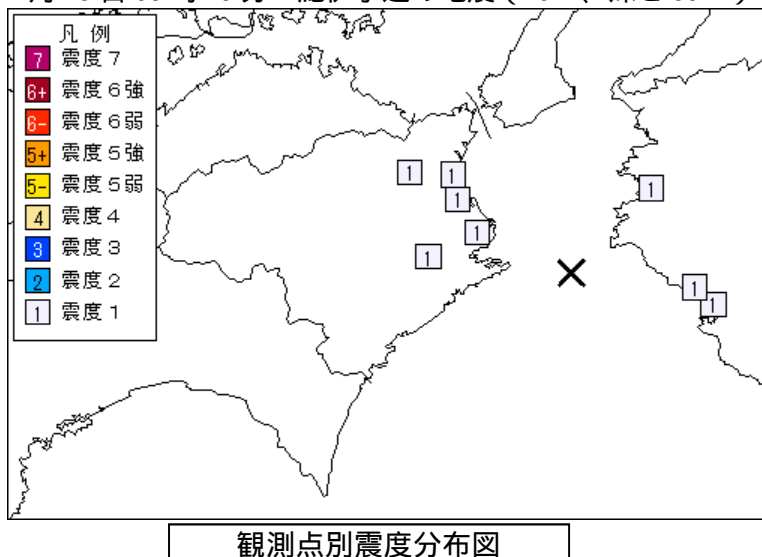 凡 例
7 震度７
6+ 震度６強
6- 震度６弱
5+ 震度５強
5- 震度５弱
4 震度４
3 震度３
2 震度２
1 震度１
1
1
1
1
1
1
1
1
観測点別震度分布図